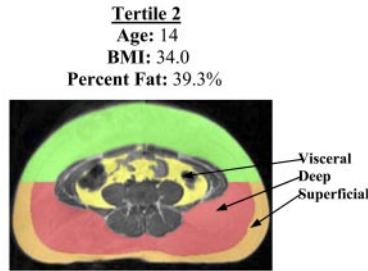 Tertile 2
Age: 14
BMI: 34.0
Percent Fat: 39.3%
Visceral
Deep
Superficial